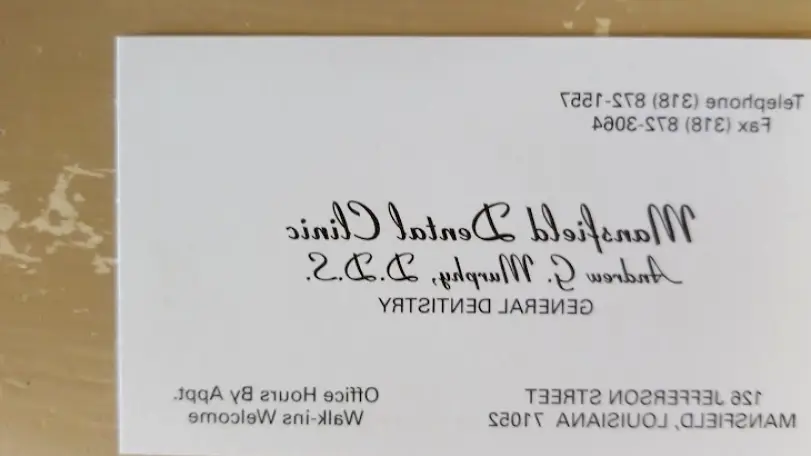 Telephone (318) 872-1557
Fax (318) 872-3064
Mansfield Dental Clinic
Andrew G. Murphy, D.D.S.
GENERAL DENTISTRY
126 JEFFERSON STREET
MANSFIELD, LOUISIANA 71052
Office Hours By Appt.
Walk-ins Welcome